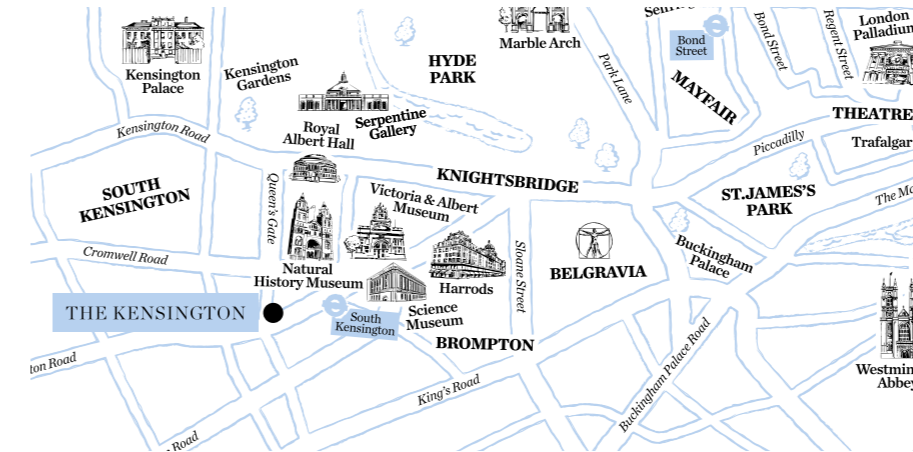 Kensington
Palace
Kensington
Gardens
HYDE
PARK
Marble Arch
Park Lane
Bond
Street
Bond Street
Regent Street
London
Palladium
MAYFAIR
THEATRE
Trafalgar
Piccadilly
Kensington Road
Royal
Albert Hall
Serpentine
Gallery
KNIGHTSBRIDGE
SOUTH
KENSINGTON
Queen's Gate
Victoria & Albert
Museum
ST.JAMES'S
PARK
Cromwell Road
Natural
History Museum
Harrods
Sloane Street
BELGRAVIA
Buckingham
Palace
THE KENSINGTON
South
Kensington
Science
Museum
BROMPTON
ton Road
King's Road
Buckingham Palace Road
Abbey
Road